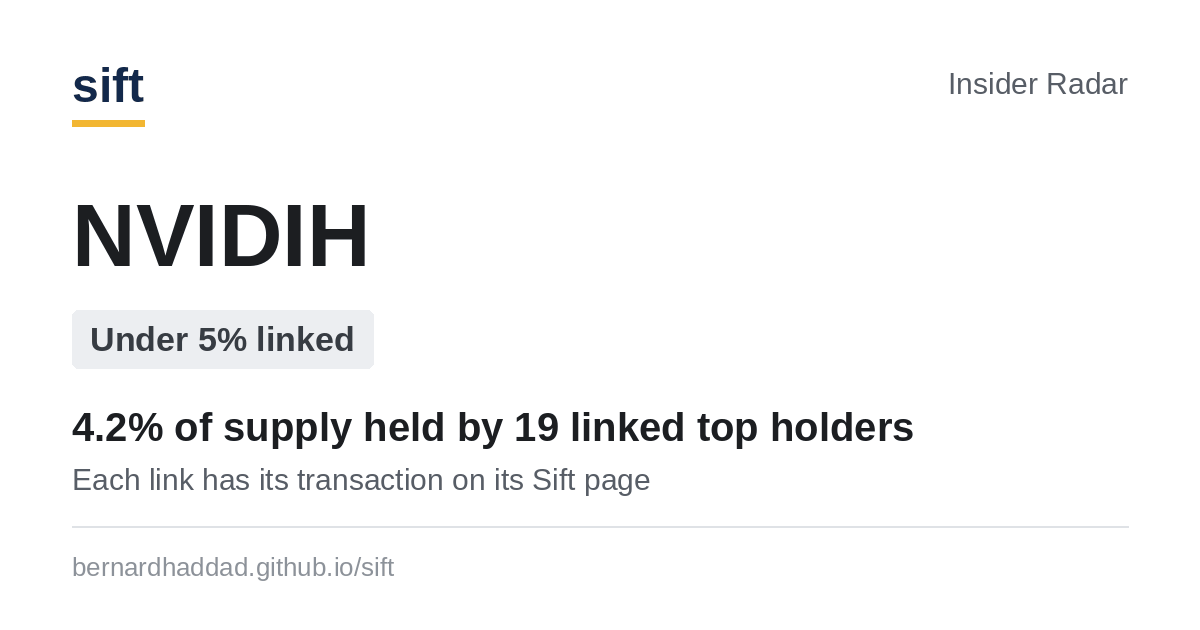 sift
Insider Radar
NVIDIH
Under 5% linked
4.2% of supply held by 19 linked top holders
Each link has its transaction on its Sift page
bernardhaddad.github.io/sift